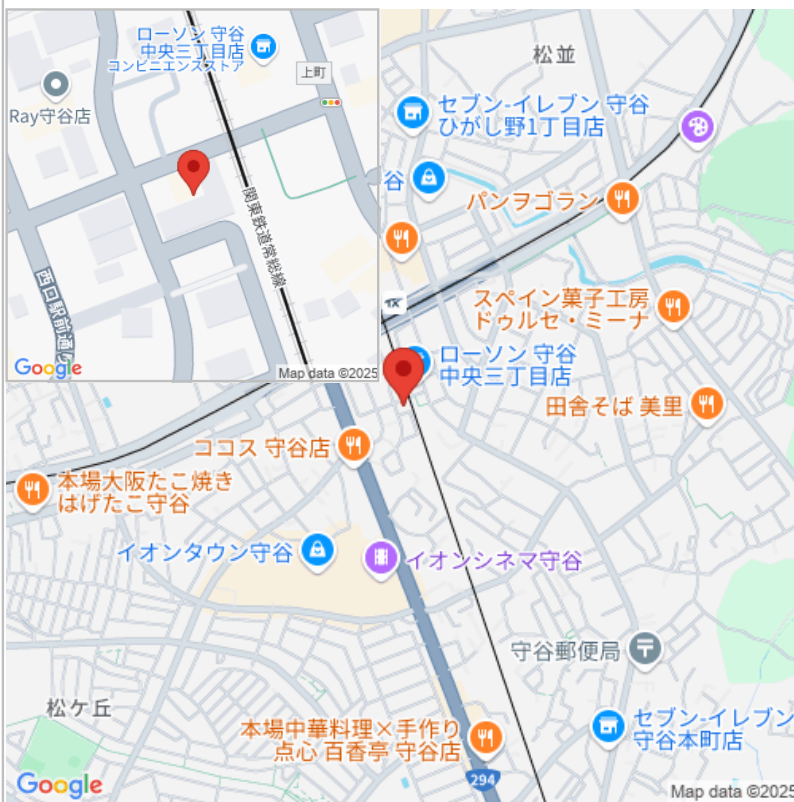 ローソン 守谷
中央三丁目店
コンビニエンスストア
上町
Ray守谷店
関東鉄道常総線
西口駅前通り
Google
Map data ©2025
松並
セブン-イレブン 守谷
ひがし野1丁目店
谷
パンヲゴラン
スペイン菓子工房
ドゥルセ・ミーナ
ローソン 守谷
中央三丁目店
田舎そば 美里
ココス 守谷店
本場大阪たこ焼き
はげたこ守谷
イオンタウン守谷
イオンシネマ守谷
守谷郵便局
松ケ丘
本場中華料理×手作り
点心 百香亭 守谷店
セブン-イレブン
守谷本町店
294
Google
Map data ©2025